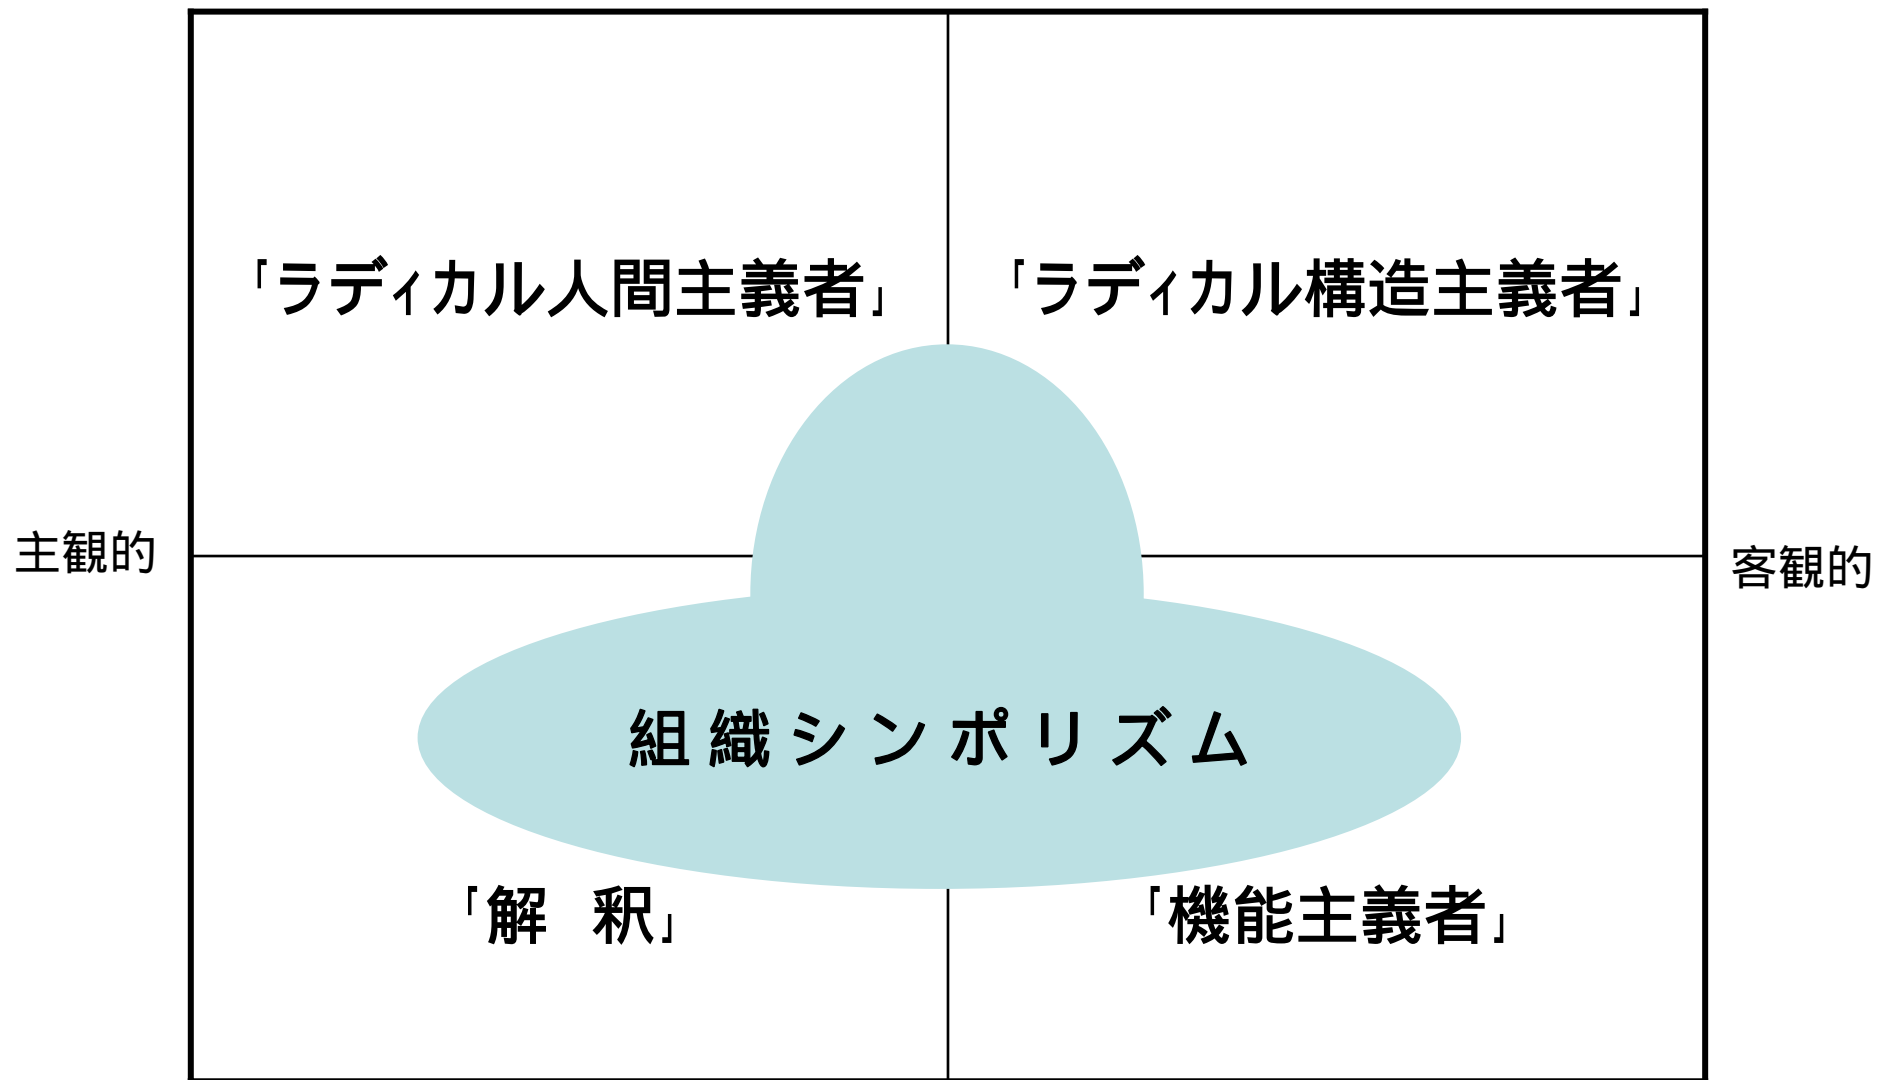 「ラディカル人間主義者」
「ラディカル構造主義者」
主観的
客観的
組織シンポリズム
「解　釈」
「機能主義者」